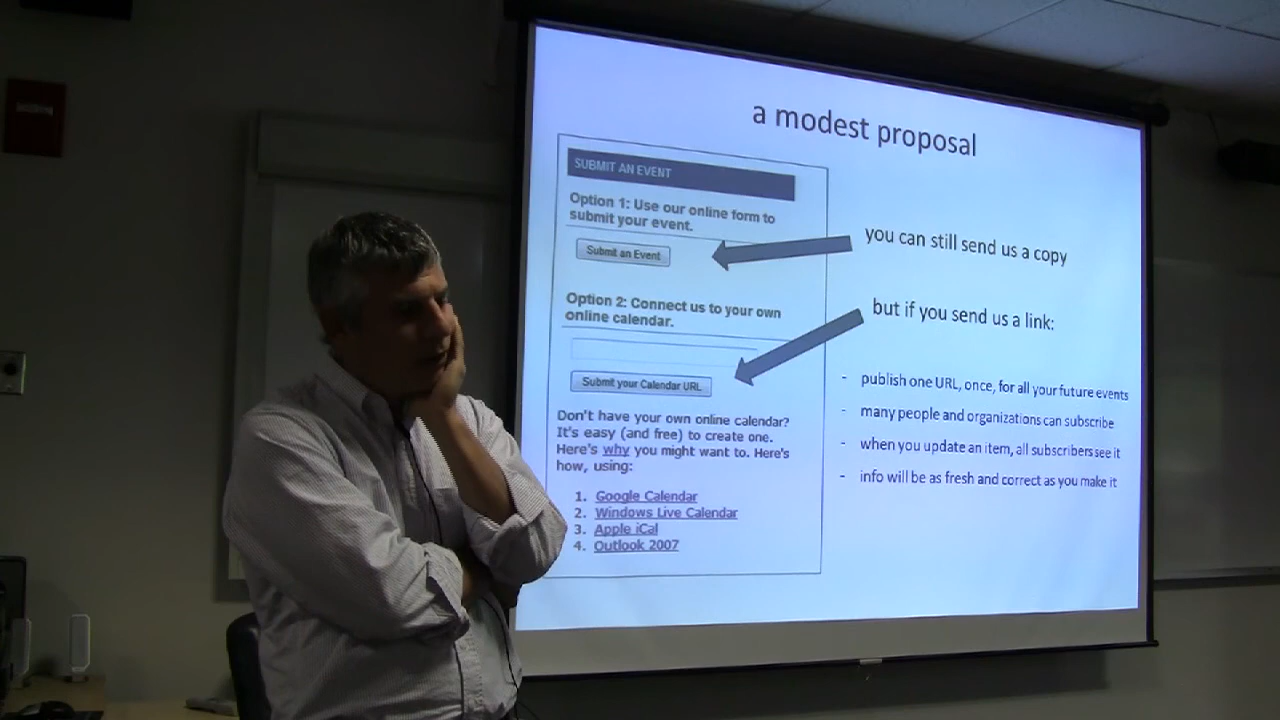 a modest proposal
SUBMIT AN EVENT
Option 1: Use our online form to
submit your event.
Submit an Event
you can still send us a copy
Option 2: Connect us to your own
online calendar.
Submit your Calendar URL
but if you send us a link:
- publish one URL, once, for all your future events
- many people and organizations can subscribe
- when you update an item, all subscribers see it
- info will be as fresh and correct as you make it
Don't have your own online calendar?
It's easy (and free) to create one.
Here's why you might want to. Here's
how, using:
1. Google Calendar
2. Windows Live Calendar
3. Apple iCal
4. Outlook 2007